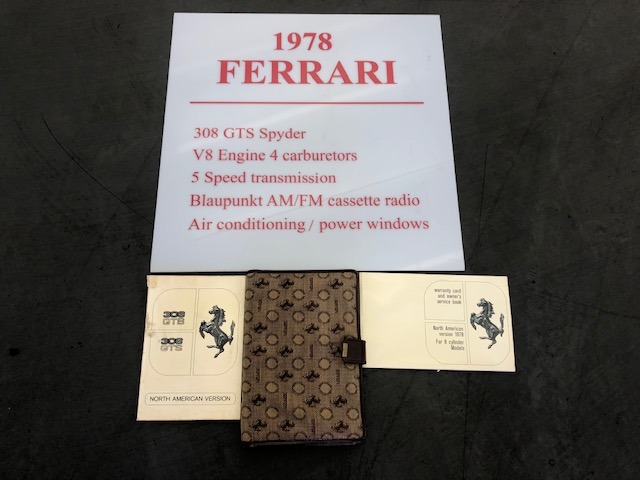 1978
FERRARI
308 GTS Spyder
V8 Engine 4 carburetors
5 Speed transmission
Blaupunkt AM/FM cassette radio
Air conditioning / power windows
308
GTB
308
GTS
NORTH AMERICAN VERSION
warranty card
and owner's
service book
North American
version 1978
For 8 cylinder
Models